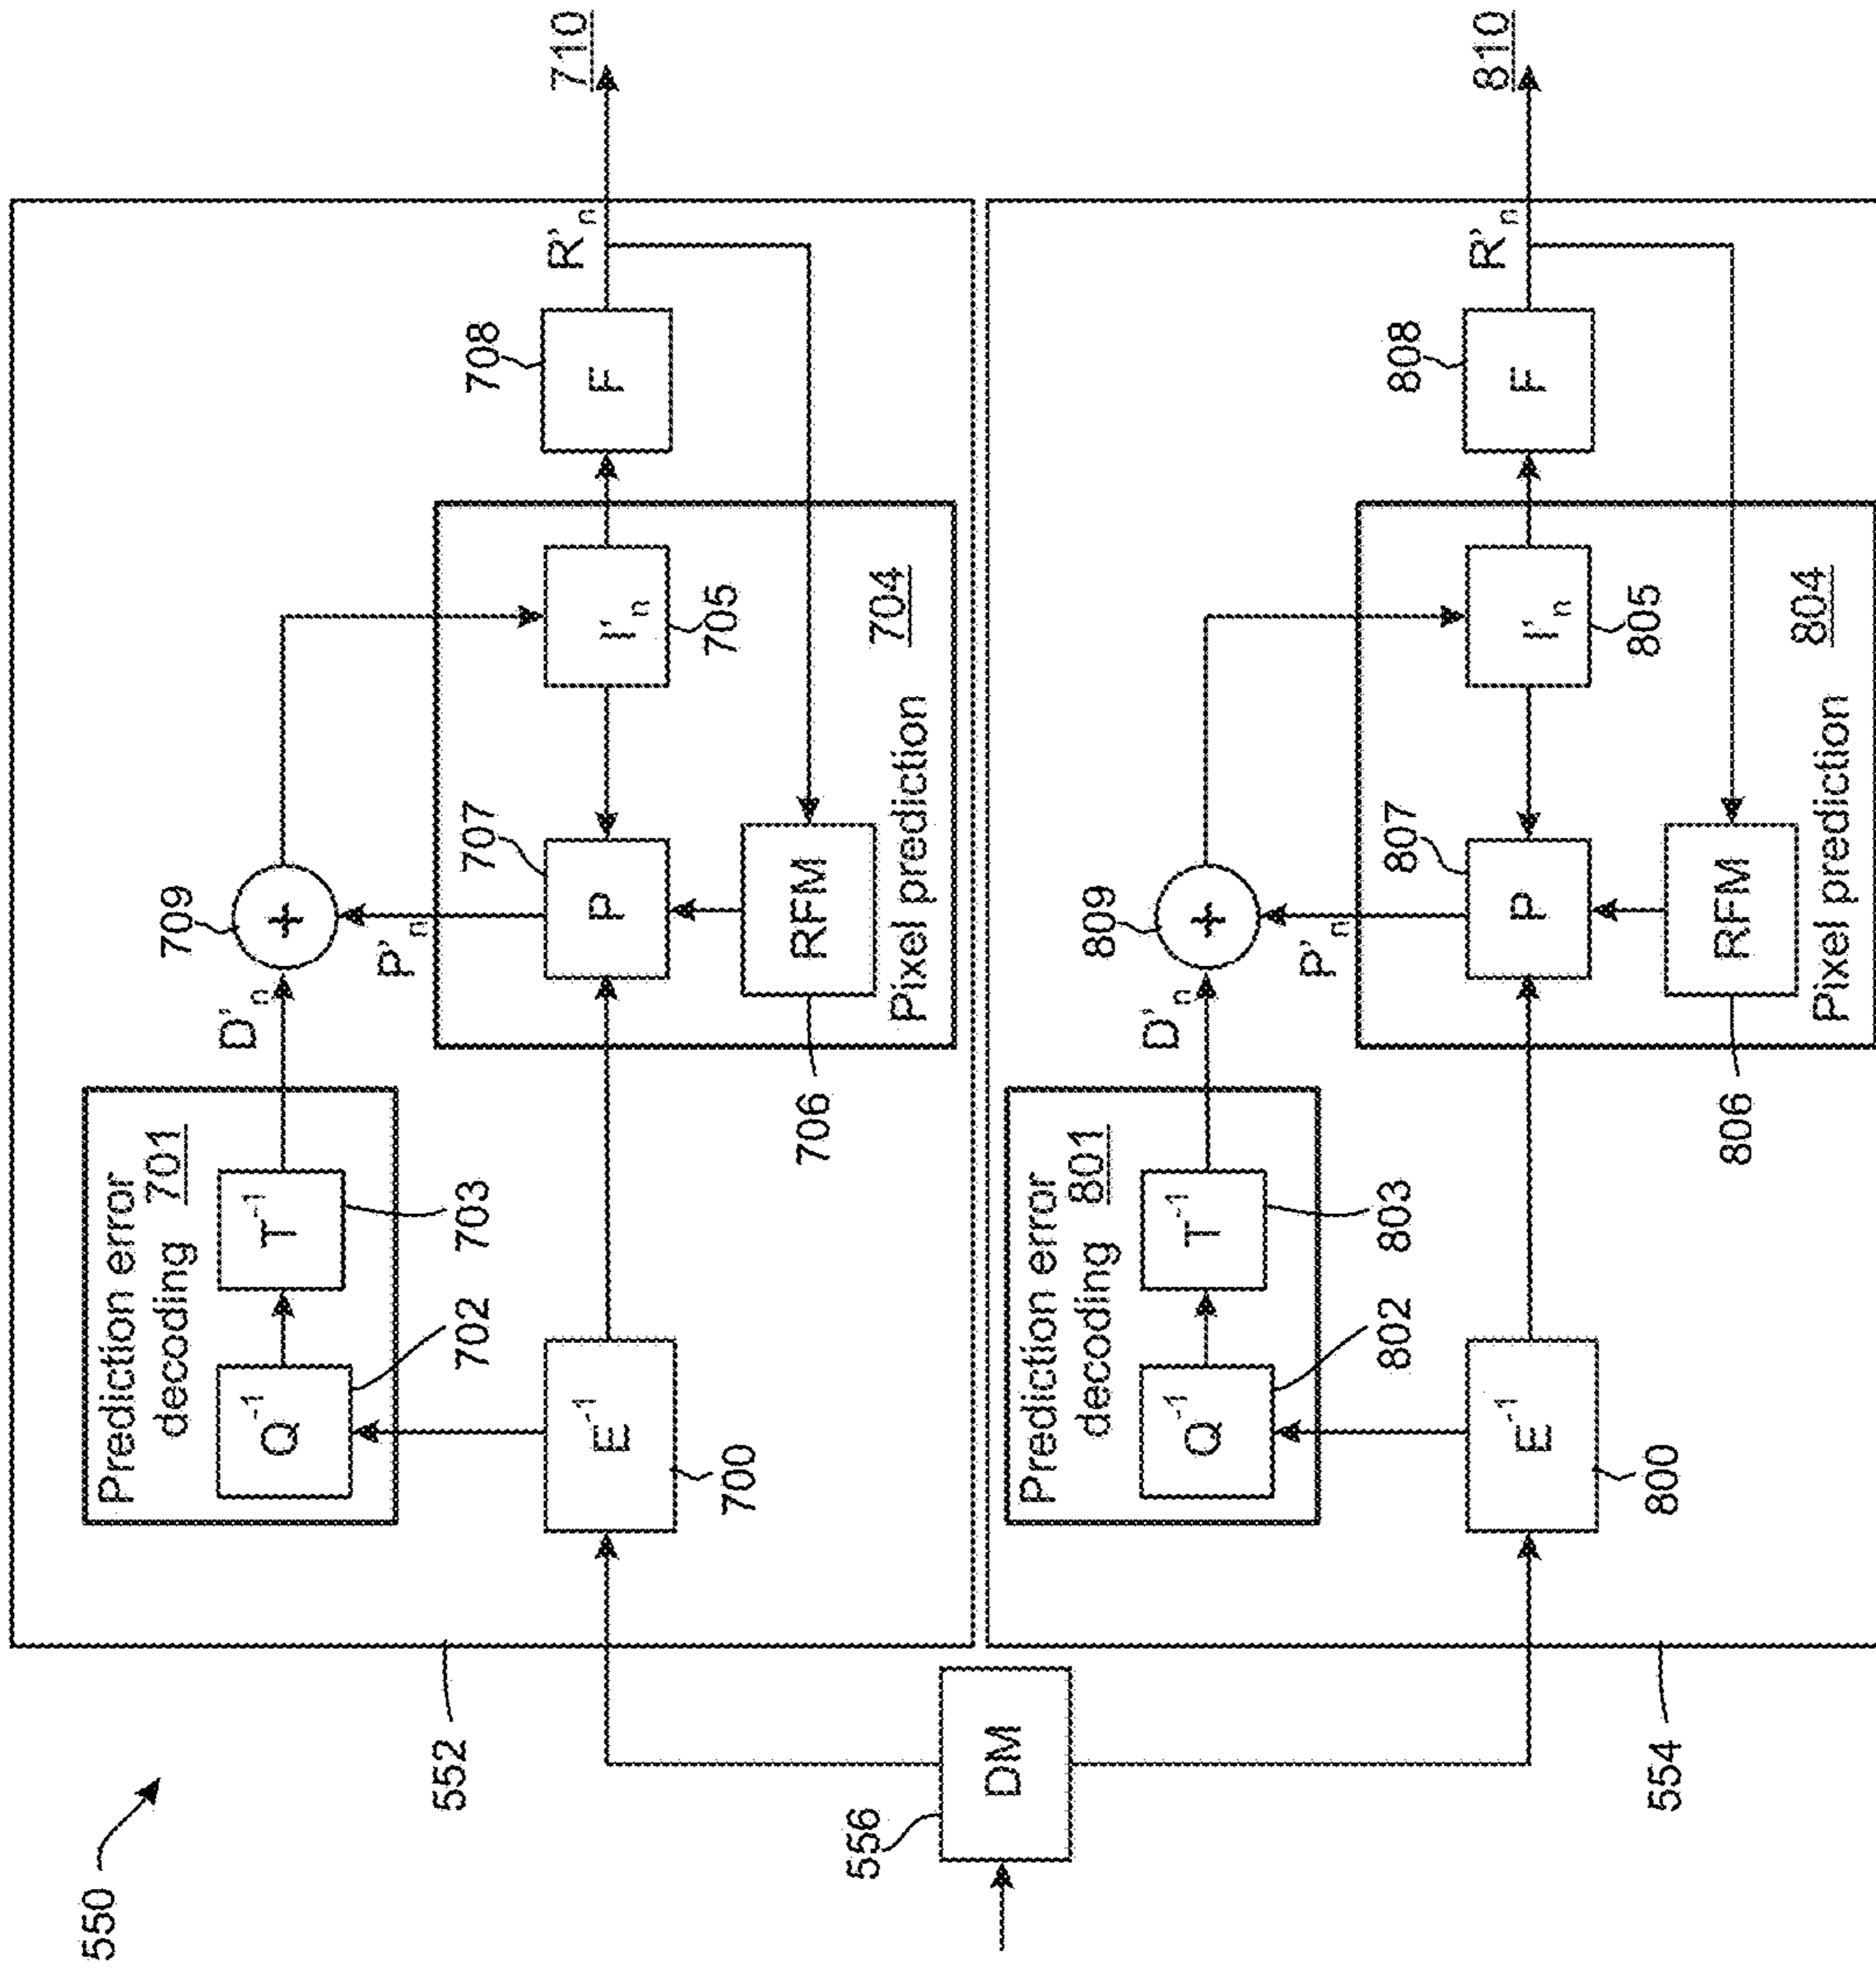 550
552
Prediction error
decoding 701
Q⁻¹
T⁻¹
702
703
E⁻¹
700
D'ₙ
709
+
P'ₙ
707
P
I'ₙ
705
RFM
706
Pixel prediction
704
708
F
R'ₙ
710
556
DM
554
Prediction error
decoding 801
Q⁻¹
T⁻¹
802
803
E⁻¹
800
D'ₙ
809
+
P'ₙ
807
P
I'ₙ
805
RFM
806
Pixel prediction
804
808
F
R'ₙ
810